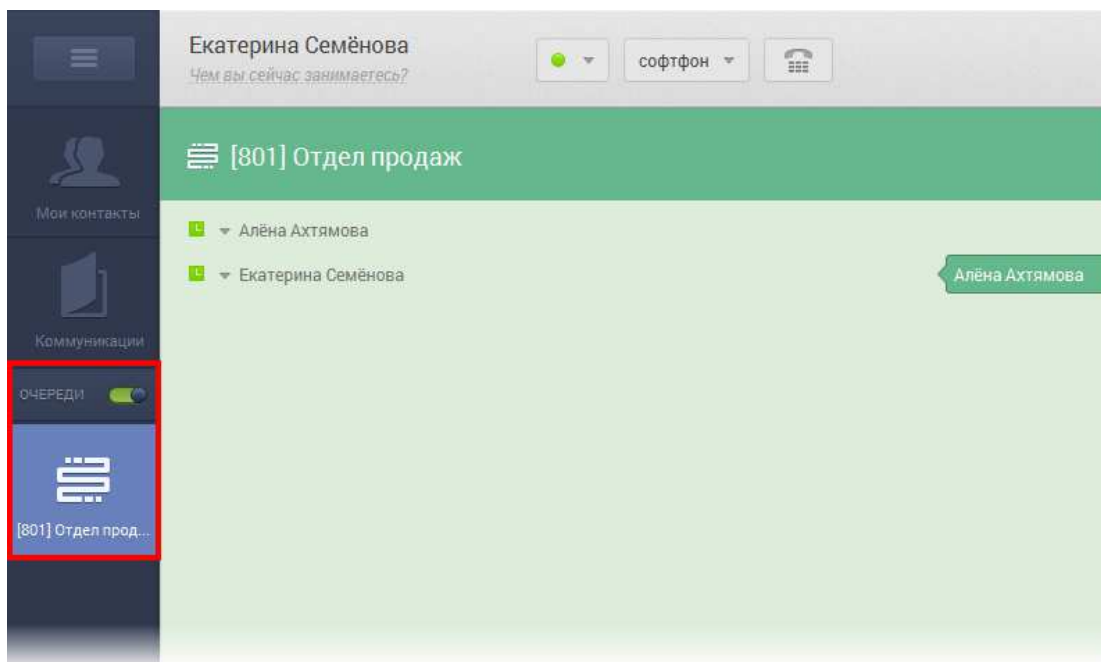 Екатерина Семёнова
Чем вы сейчас занимаетесь?
софтфон
[801] Отдел продаж
Мои контакты
Алёна Ахтямова
Екатерина Семёнова
Алёна Ахтямова
Коммуникации
ОЧЕРЕДИ
[801] Отдел прод...